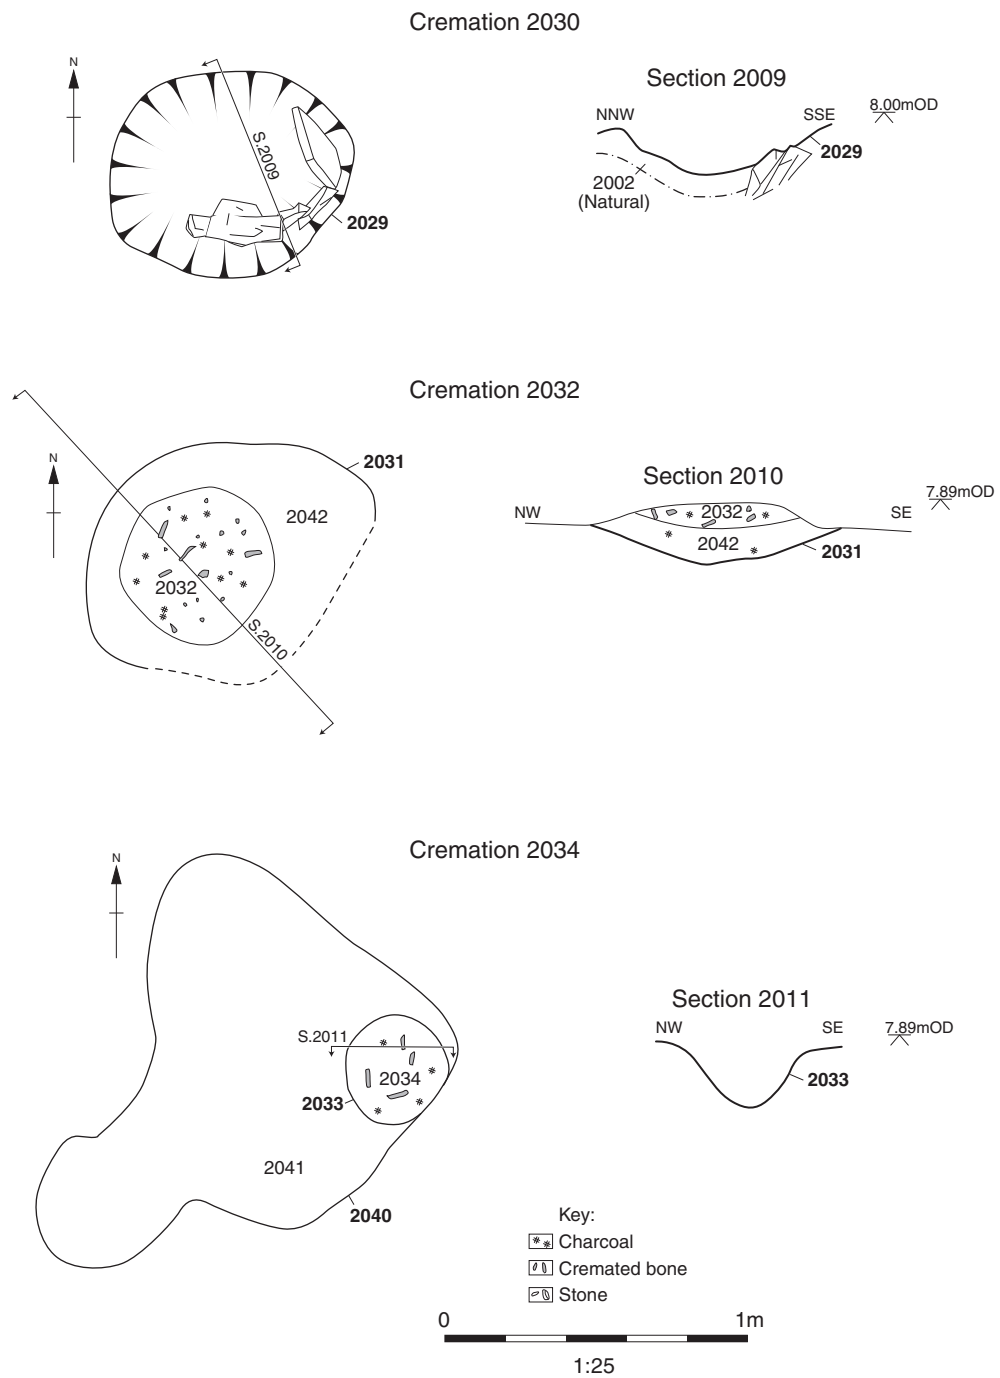 Cremation 2030
N
S.2009
2029
Section 2009
NNW
SSE
8.00mOD
2029
2002
(Natural)
Cremation 2032
N
2031
2042
2032
S.2010
Section 2010
NW
SE
7.89mOD
2032
2042
2031
Cremation 2034
N
S.2011
2034
2033
2041
2040
Section 2011
NW
SE
7.89mOD
2033
Key:
Charcoal
Cremated bone
Stone
0
1m
1:25